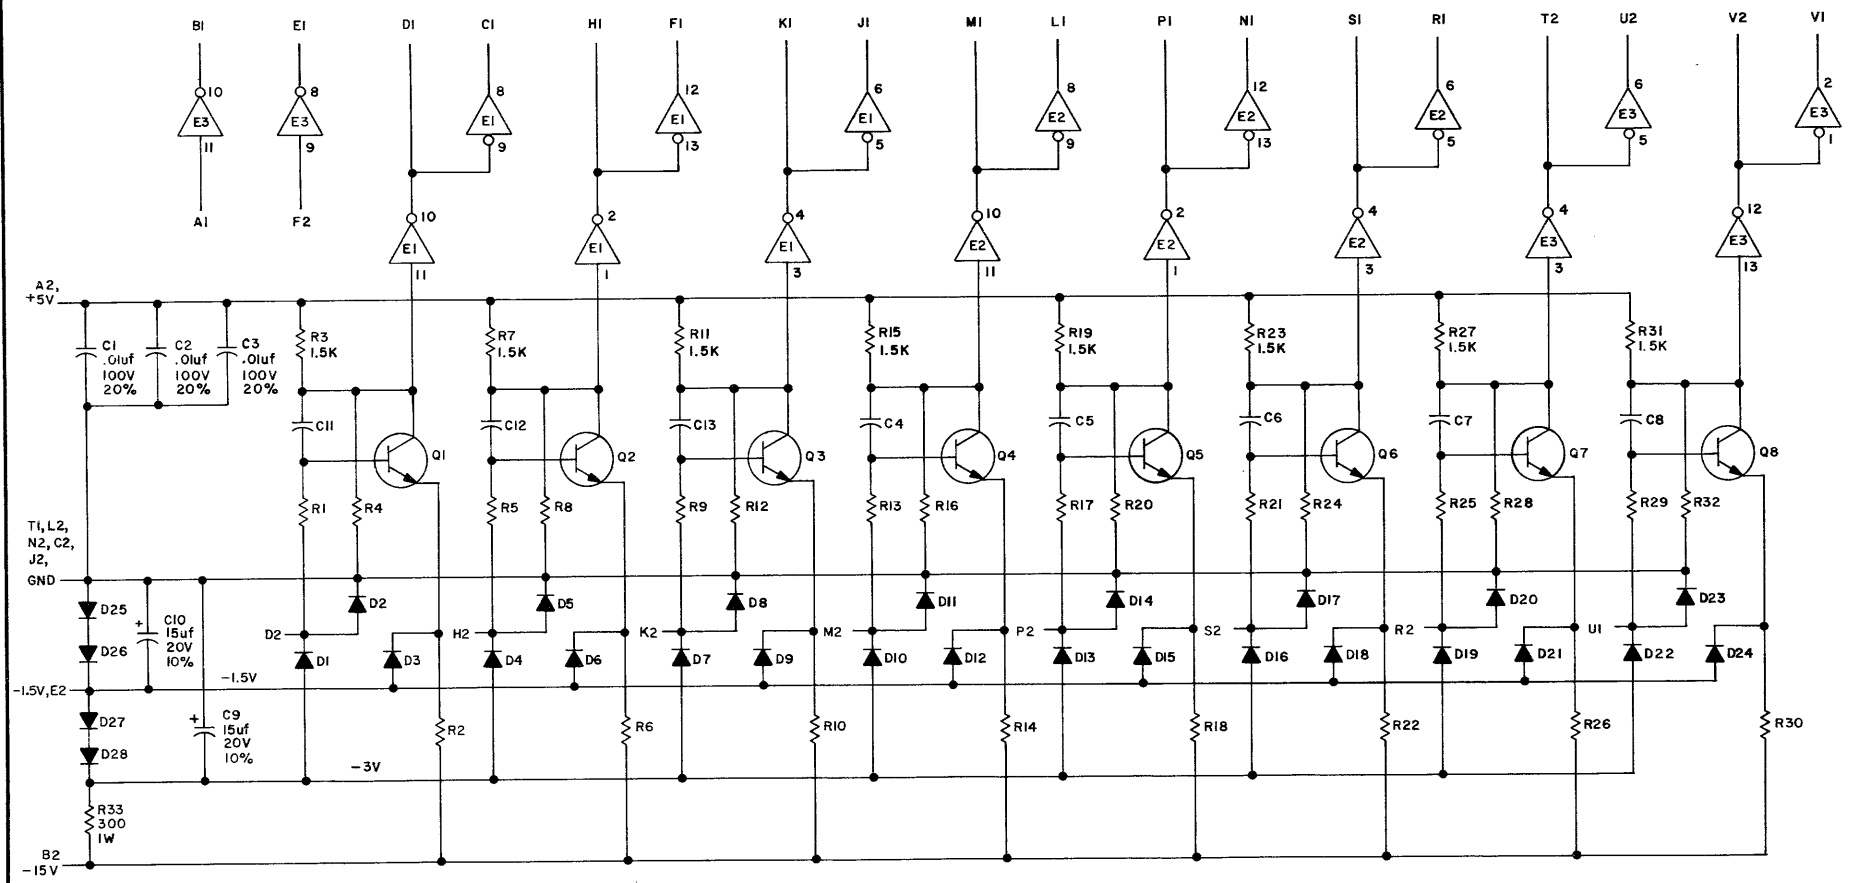 B1 E1 D1 C1 H1 F1 K1 J1 M1 L1 P1 N1 S1 R1 T2 U2 V2 V1
10 8 8 12 6 8 12 6 6 2
E3 E3 E1 E1 E1 E2 E2 E2 E3 E3
11 9 9 13 5 9 13 5 5 1
A1 F2
10 2 4 10 2 4 4 12
E1 E1 E1 E2 E2 E2 E3 E3
11 1 3 11 1 3 3 13
A2,
+5V
C1 .01uf 100V 20%
C2 .01uf 100V 20%
C3 .01uf 100V 20%
R3 1.5K
R7 1.5K
R11 1.5K
R15 1.5K
R19 1.5K
R23 1.5K
R27 1.5K
R31 1.5K
C11 C12 C13 C4 C5 C6 C7 C8
Q1 Q2 Q3 Q4 Q5 Q6 Q7 Q8
R1 R4 R5 R8 R9 R12 R13 R16 R17 R20 R21 R24 R25 R28 R29 R32
T1, L2,
N2, C2,
J2,
GND
D25 D2 D5 D8 D11 D14 D17 D20 D23
C10 15uf 20V 10%
+
D2 H2 K2 M2 P2 S2 R2 U1
D26 D1 D3 D4 D6 D7 D9 D10 D12 D13 D15 D16 D18 D19 D21 D22 D24
-1.5V, E2
-1.5V
D27
+
C9 15uf 20V 10%
R2 R6 R10 R14 R18 R22 R26 R30
D28
-3V
R33
300
1W
B2
-15V